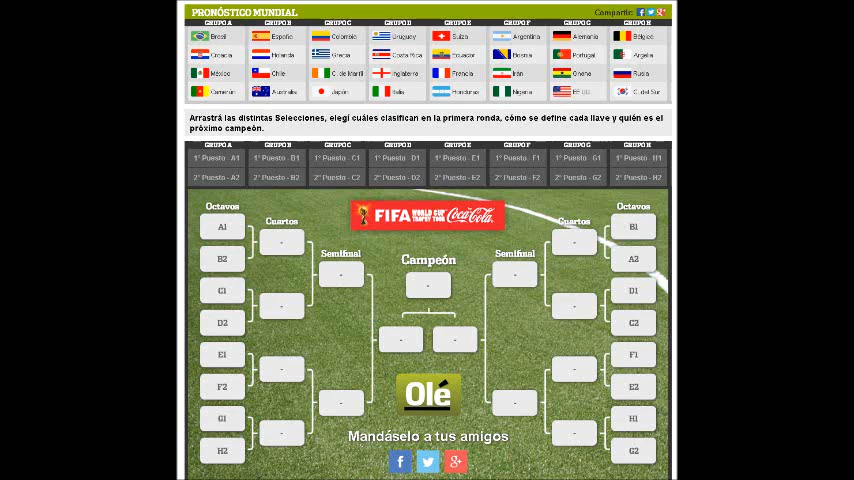 PRONÓSTICO MUNDIAL
Compartir:
GRUPO A GRUPO B GRUPO C GRUPO D GRUPO E GRUPO F GRUPO G GRUPO H
Brasil España Colombia Uruguay Suiza Argentina Alemania Bélgica
Croacia Holanda Grecia Costa Rica Ecuador Bosnia Portugal Argelia
México Chile C. de Marfil Inglaterra Francia Irán Ghana Rusia
Camerún Australia Japón Italia Honduras Nigeria EE UU. C. del Sur
Arrastrá las distintas Selecciones, elegí cuáles clasifican en la primera ronda, cómo se define cada llave y quién es el
próximo campeón.
GRUPO A GRUPO B GRUPO C GRUPO D GRUPO E GRUPO F GRUPO G GRUPO H
1° Puesto - A1 1° Puesto - B1 1° Puesto - C1 1° Puesto - D1 1° Puesto - E1 1° Puesto - F1 1° Puesto - G1 1° Puesto - H1
2° Puesto - A2 2° Puesto - B2 2° Puesto - C2 2° Puesto - D2 2° Puesto - E2 2° Puesto - F2 2° Puesto - G2 2° Puesto - H2
FIFA WORLD CUP TROPHY TOUR Coca-Cola
Octavos Octavos
Cuartos Cuartos
A1 B1
- -
Semifinal Semifinal
B2 Campeón A2
- -
C1 - D1
- -
D2 C2
- -
E1 F1
- -
F2 E2
Olé
- -
G1 H1
- -
Mandáselo a tus amigos
H2 G2
f g+